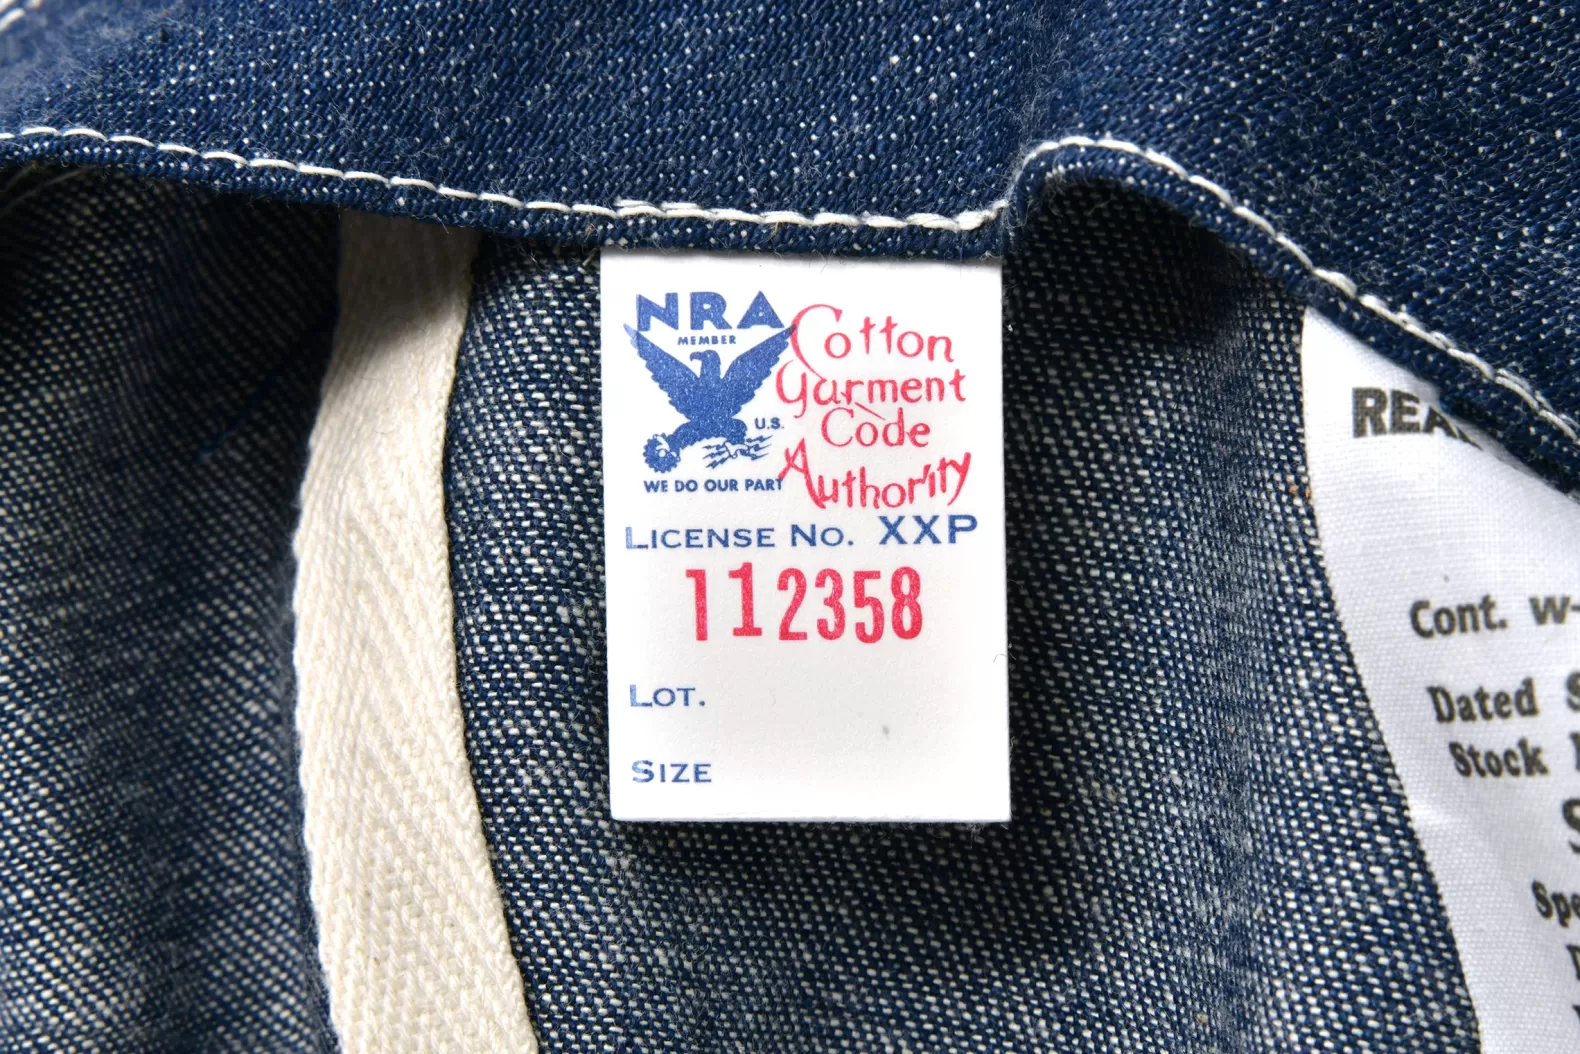 NRA
MEMBER
U.S.
WE DO OUR PART
Cotton
Garment
Code
Authority
LICENSE NO. XXP
112358
LOT.
SIZE
Cont.
Dated
Stock